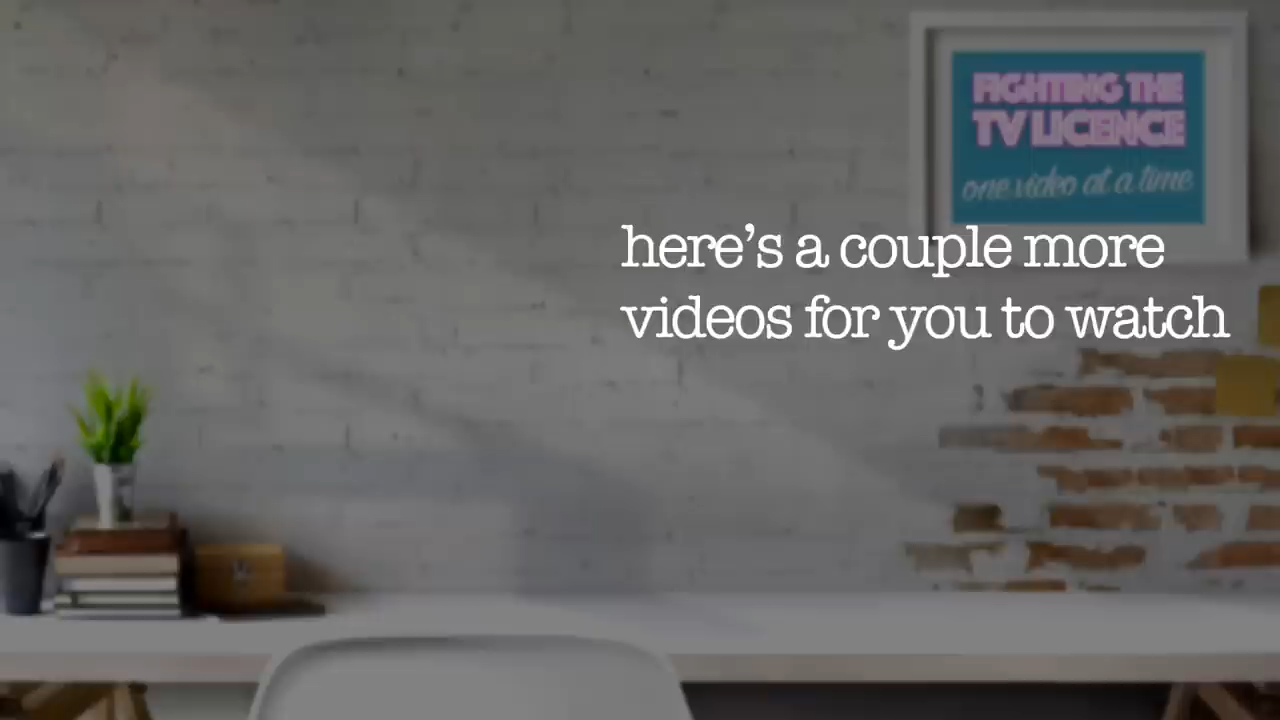 FIGHTING THE
TV LICENCE
one video at a time
here's a couple more
videos for you to watch